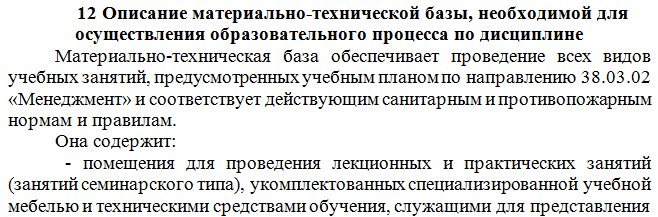 12 Описание материально-технической базы, необходимой для
осуществления образовательного процесса по дисциплине
Материально-техническая база обеспечивает проведение всех видов
учебных занятий, предусмотренных учебным планом по направлению 38.03.02
«Менеджмент» и соответствует действующим санитарным и противопожарным
нормам и правилам.
Она содержит:
- помещения для проведения лекционных и практических занятий
(занятий семинарского типа), укомплектованных специализированной учебной
мебелью и техническими средствами обучения, служащими для представления